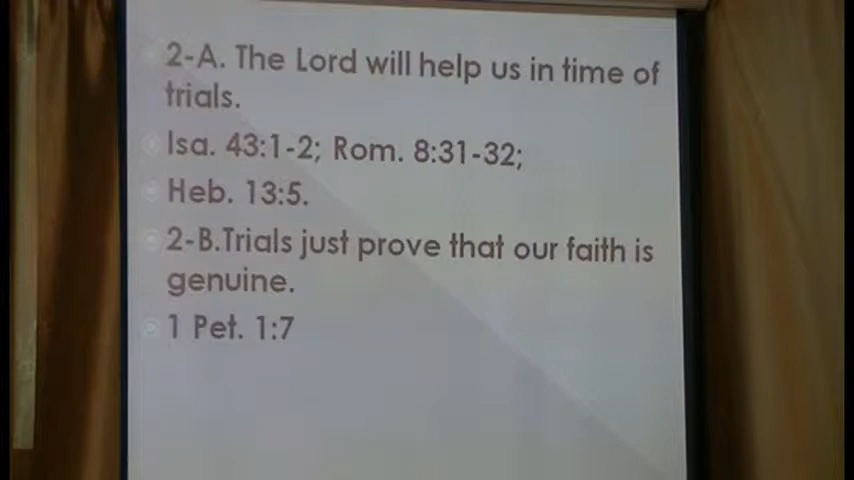 2-A. The Lord will help us in time of
trials.
Isa. 43:1-2; Rom. 8:31-32;
Heb. 13:5.
2-B.Trials just prove that our faith is
genuine.
1 Pet. 1:7